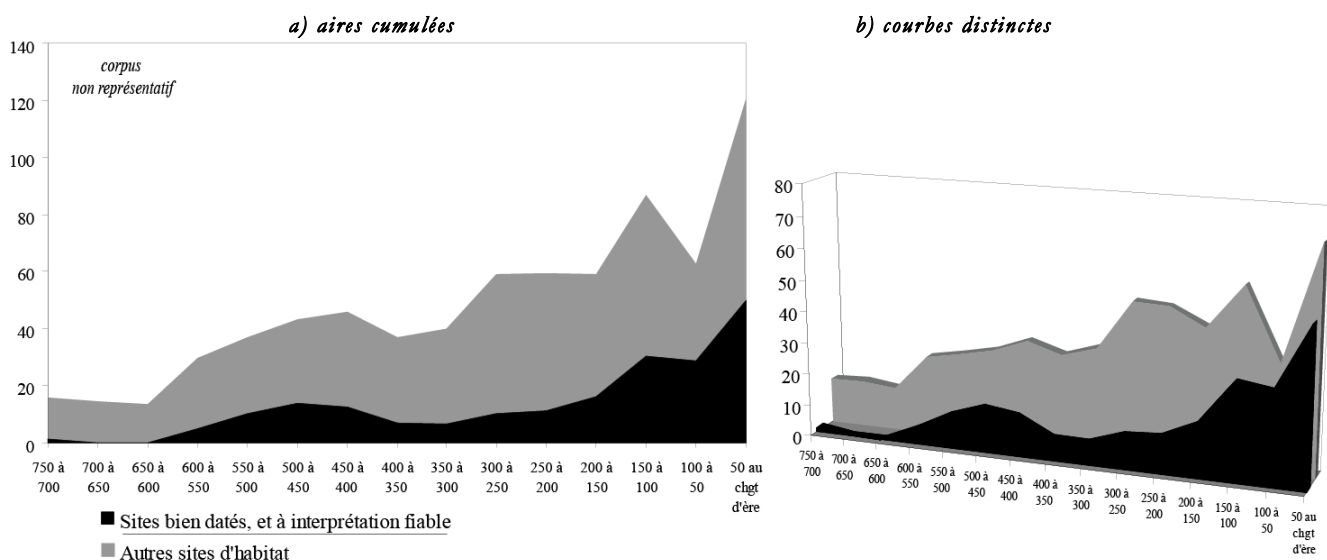 a) aires cumulées
b) courbes distinctes
corpus
non représentatif
140
120
100
80
60
40
20
0
750 à 700 à 650 à 600 à 550 à 500 à 450 à 400 à 350 à 300 à 250 à 200 à 150 à 100 à 50 au
700 650 600 550 500 450 400 350 300 250 200 150 100 50 chgt
d'ère
80
70
60
50
40
30
20
10
0
750 à 700 à 650 à 600 à 550 à 500 à 450 à 400 à 350 à 300 à 250 à 200 à 150 à 100 à 50 au
700 650 600 550 500 450 400 350 300 250 200 150 100 50 chgt
d'ère
Sites bien datés, et à interprétation fiable
Autres sites d'habitat